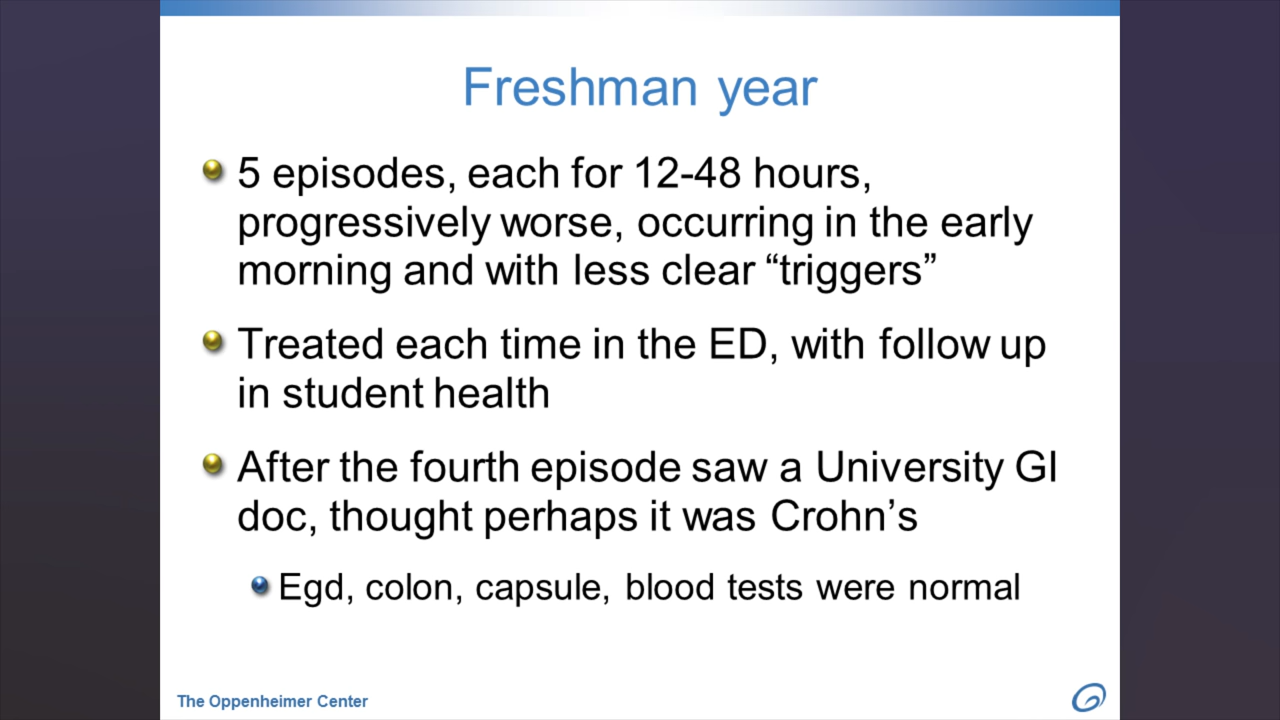 Freshman year
5 episodes, each for 12-48 hours,
progressively worse, occurring in the early
morning and with less clear “triggers”
Treated each time in the ED, with follow up
in student health
After the fourth episode saw a University GI
doc, thought perhaps it was Crohn’s
Egd, colon, capsule, blood tests were normal
The Oppenheimer Center